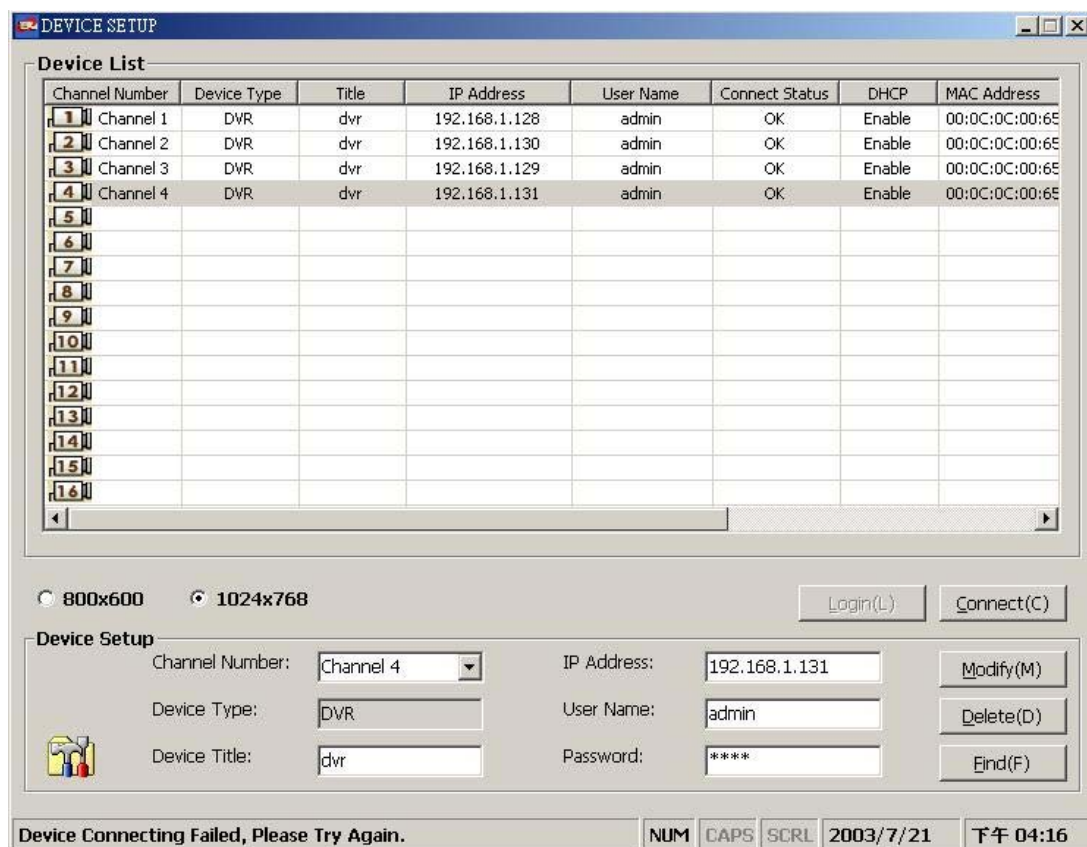 DEVICE SETUP
Device List
Channel Number Device Type Title IP Address User Name Connect Status DHCP MAC Address
1 Channel 1 DVR dvr 192.168.1.128 admin OK Enable 00:0C:0C:00:65
2 Channel 2 DVR dvr 192.168.1.130 admin OK Enable 00:0C:0C:00:65
3 Channel 3 DVR dvr 192.168.1.129 admin OK Enable 00:0C:0C:00:65
4 Channel 4 DVR dvr 192.168.1.131 admin OK Enable 00:0C:0C:00:65
5
6
7
8
9
10
11
12
13
14
15
16
800x600 1024x768 Login(L) Connect(C)
Device Setup
Channel Number: Channel 4 IP Address: 192.168.1.131 Modify(M)
Device Type: DVR User Name: admin Delete(D)
Device Title: dvr Password: **** Find(F)
Device Connecting Failed, Please Try Again. NUM CAPS SCRL 2003/7/21 下午 04:16